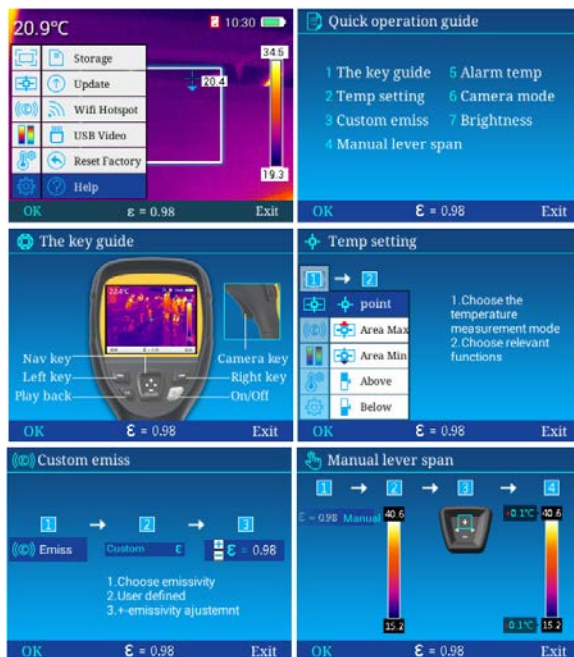 20.9°C
10:30
Storage
Update
Wifi Hotspot
USB Video
Reset Factory
Help
20.4
34.5
19.3
OK
ε = 0.98
Exit
Quick operation guide
1 The key guide
2 Temp setting
3 Custom emiss
4 Manual lever span
5 Alarm temp
6 Camera mode
7 Brightness
OK
ε = 0.98
Exit
The key guide
Nav key
Left key
Play back
Camera key
Right key
On/Off
OK
ε = 0.98
Exit
Temp setting
1 → 2
point
Area Max
Area Min
Above
Below
1.Choose the
temperature
measurement mode
2.Choose relevant
functions
OK
ε = 0.98
Exit
Custom emiss
1 → 2 → 3
Emiss
Custom ε
ε = 0.98
1.Choose emissivity
2.User defined
3.+-emissivity ajustemnt
OK
ε = 0.98
Exit
Manual lever span
1 → 2 → 3 → 4
ε = 0.98 Manual
40.6
15.2
+0.1°C 40.6
-0.1°C 15.2
OK
ε = 0.98
Exit